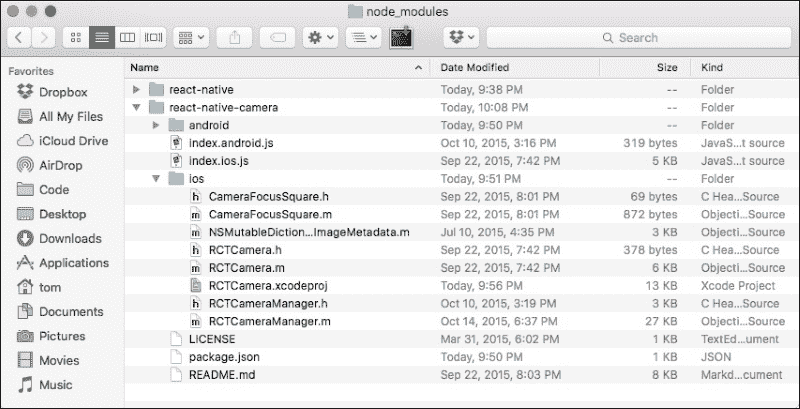 node_modules
Search
Favorites
Dropbox
All My Files
iCloud Drive
AirDrop
Code
Desktop
Downloads
Applications
tom
Documents
Pictures
Movies
Music
Name Date Modified Size Kind
react-native Today, 9:38 PM -- Folder
react-native-camera Today, 10:08 PM -- Folder
android Today, 9:50 PM -- Folder
index.android.js Oct 10, 2015, 3:16 PM 319 bytes JavaS...t source
index.ios.js Sep 22, 2015, 7:42 PM 5 KB JavaS...t source
ios Today, 9:51 PM -- Folder
h CameraFocusSquare.h Sep 22, 2015, 8:01 PM 69 bytes C Hea...Source
m CameraFocusSquare.m Sep 22, 2015, 8:01 PM 872 bytes Objecti...Source
m NSMutableDiction...ImageMetadata.m Jul 10, 2015, 4:35 PM 3 KB Objecti...Source
h RCTCamera.h Sep 22, 2015, 7:42 PM 378 bytes C Hea...Source
m RCTCamera.m Sep 22, 2015, 7:42 PM 6 KB Objecti...Source
RCTCamera.xcodeproj Today, 9:56 PM 13 KB Xcode Project
h RCTCameraManager.h Oct 10, 2015, 3:19 PM 3 KB C Hea...Source
m RCTCameraManager.m Oct 14, 2015, 6:37 PM 27 KB Objecti...Source
LICENSE Mar 31, 2015, 6:02 PM 1 KB TextEd...ument
package.json Today, 9:50 PM 1 KB JSON
README.md Sep 22, 2015, 8:03 PM 8 KB Markd...cument